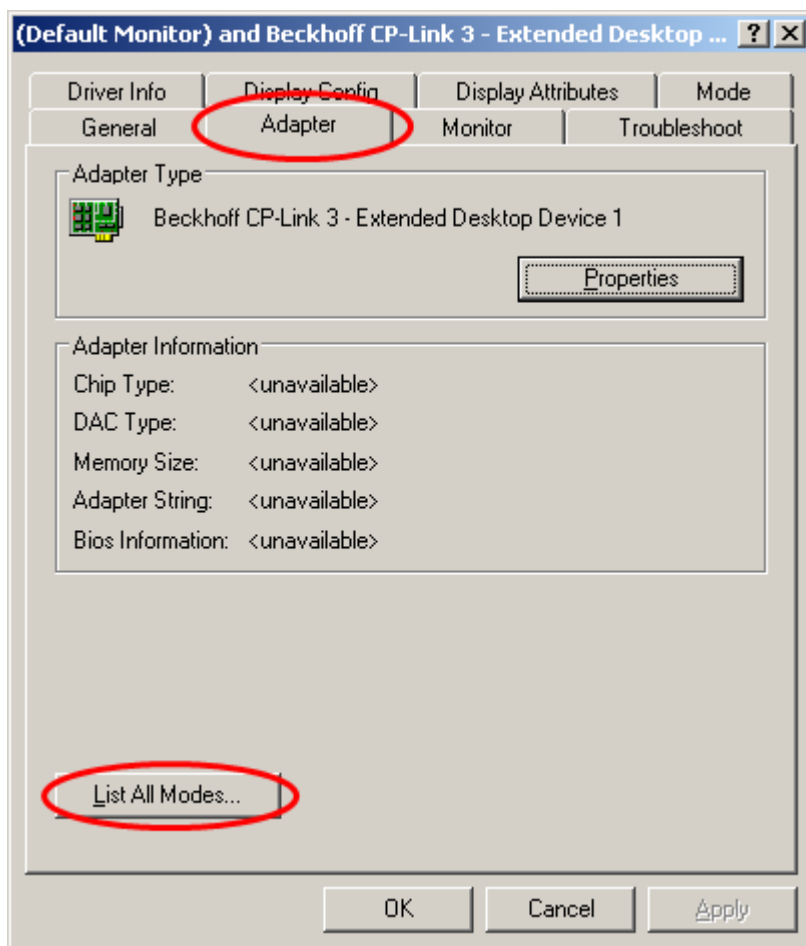 (Default Monitor) and Beckhoff CP-Link 3 - Extended Desktop ...
Driver Info Display Config Display Attributes Mode
General Adapter Monitor Troubleshoot
Adapter Type
Beckhoff CP-Link 3 - Extended Desktop Device 1
Properties
Adapter Information
Chip Type: <unavailable>
DAC Type: <unavailable>
Memory Size: <unavailable>
Adapter String: <unavailable>
Bios Information: <unavailable>
List All Modes...
OK Cancel Apply